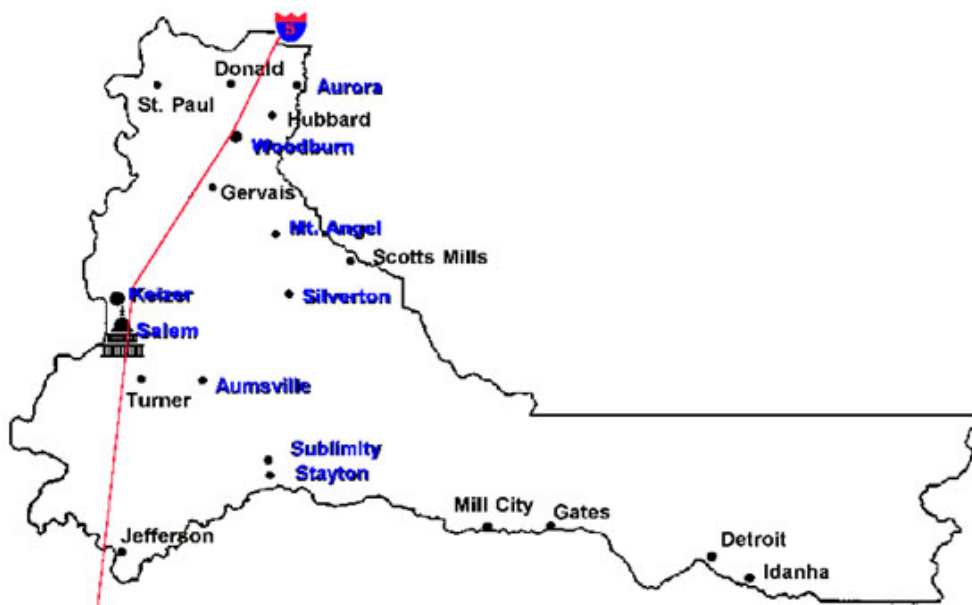 5
Donald
Aurora
St. Paul
Hubbard
Woodburn
Gervais
Mt. Angel
Scotts Mills
Keizer
Silverton
Salem
Turner
Aumsville
Sublimity
Stayton
Mill City
Gates
Jefferson
Detroit
Idanha